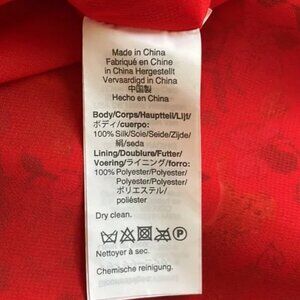 Made in China
Fabriqué en Chine
in China Hergestellt
Vervaardigd in China
中国製
Hecho en China
Body/Corps/Hauptteil/Lijf/
ボディ/cuerpo:
100% Silk/Soie/Seide/Zijde/
絹/seda
Lining/Doublure/Futter/
Voering/ライニング/forro:
100% Polyester/Polyester/
Polyester/Polyester/
ポリエステル/
poliéster
Dry clean.
P
Nettoyer à sec.
Chemische reinigung.